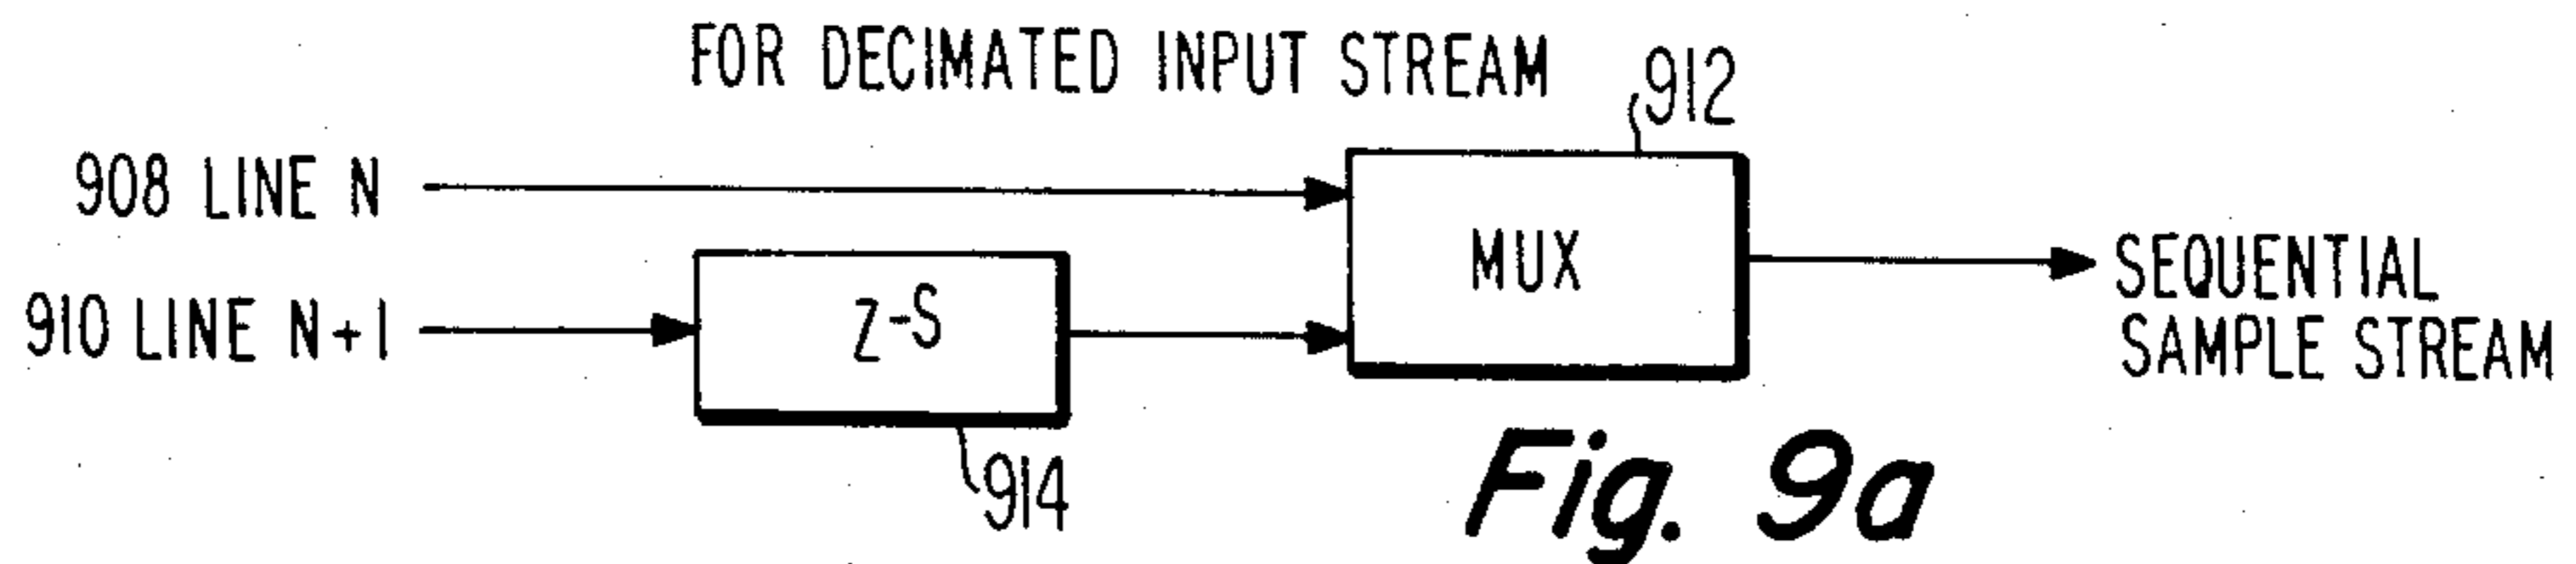 FOR DECIMATED INPUT STREAM
912
908 LINE N
MUX
SEQUENTIAL
SAMPLE STREAM
910 LINE N+1
Z-S
914
Fig. 9a